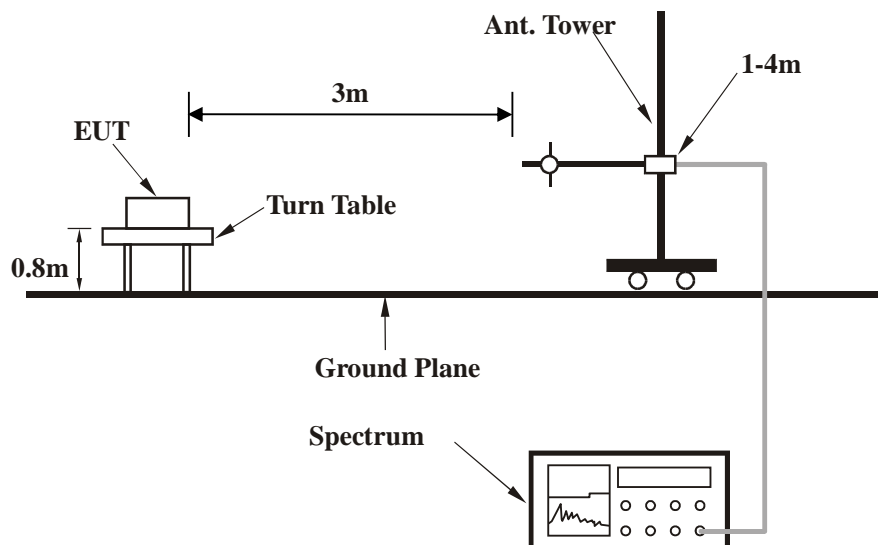 Ant. Tower
1-4m
3m
EUT
Turn Table
0.8m
Ground Plane
Spectrum